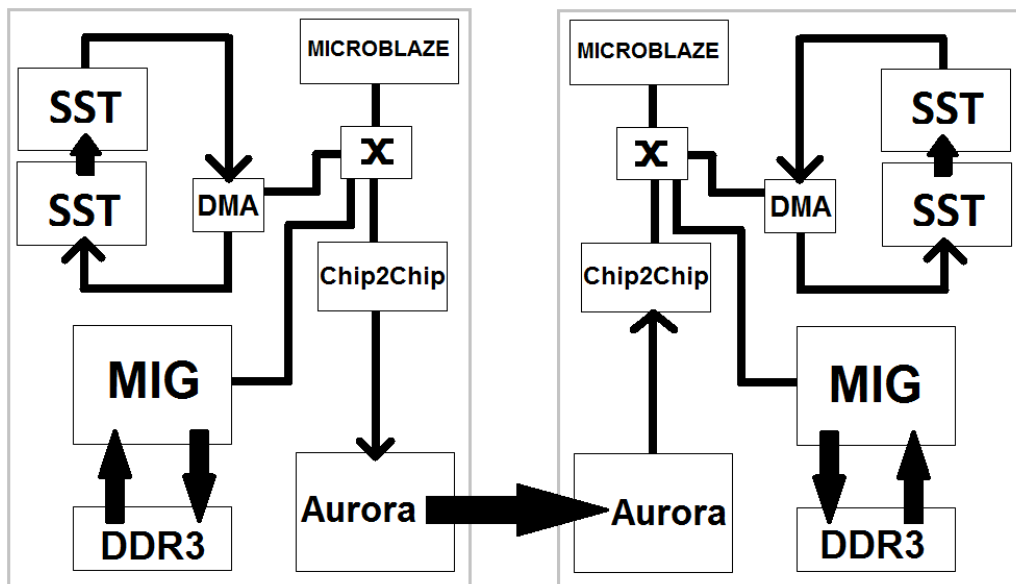 MICROBLAZE
SST
X
SST
DMA
Chip2Chip
MIG
Aurora
DDR3
MICROBLAZE
SST
X
DMA
SST
Chip2Chip
MIG
Aurora
DDR3